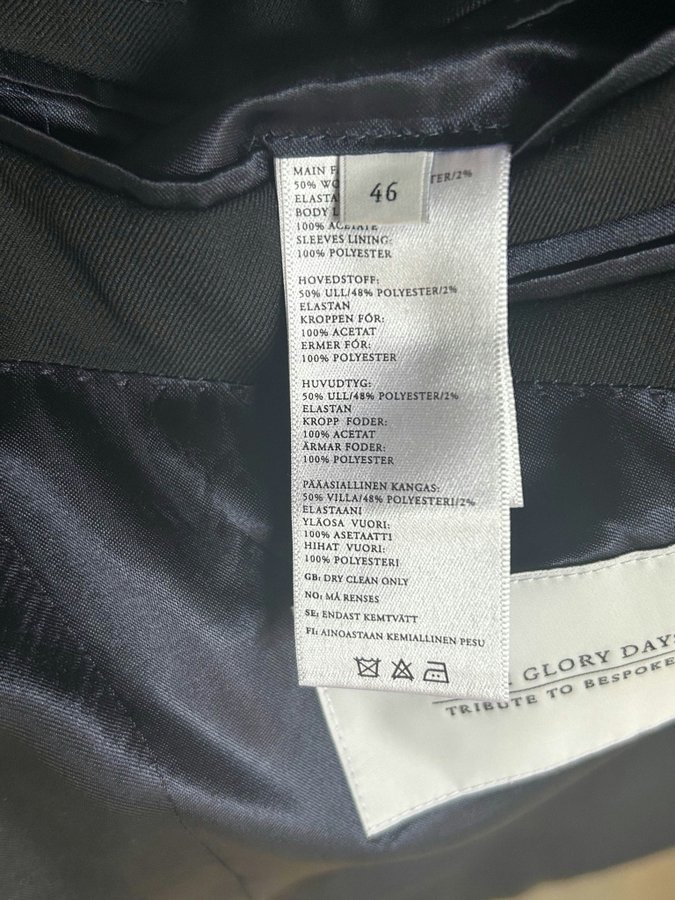 MAIN
50%
TER/2%
46
ELASTA
BODY
100% ACETATE
SLEEVES LINING:
100% POLYESTER
HOVEDSTOFF:
50% ULL/48% POLYESTER/2%
ELASTAN
KROPPEN FÓR:
100% ACETAT
ERMER FÓR:
100% POLYESTER
HUVUDTYG:
50% ULL/48% POLYESTER/2%
ELASTAN
KROPP FODER:
100% ACETAT
ÄRMAR FODER:
100% POLYESTER
PÄÄASIALLINEN KANGAS:
50% VILLA/48% POLYESTERI/2%
ELASTAANI
YLÄOSA VUORI:
100% ASETAATTI
HIHAT VUORI:
100% POLYESTERI
GB: DRY CLEAN ONLY
NO: MÅ RENSES
SE: ENDAST KEMTVÄTT
FI: AINOASTAAN KEMIALLINEN PESU
GLORY DAY
TRIBUTE TO BESPOKE